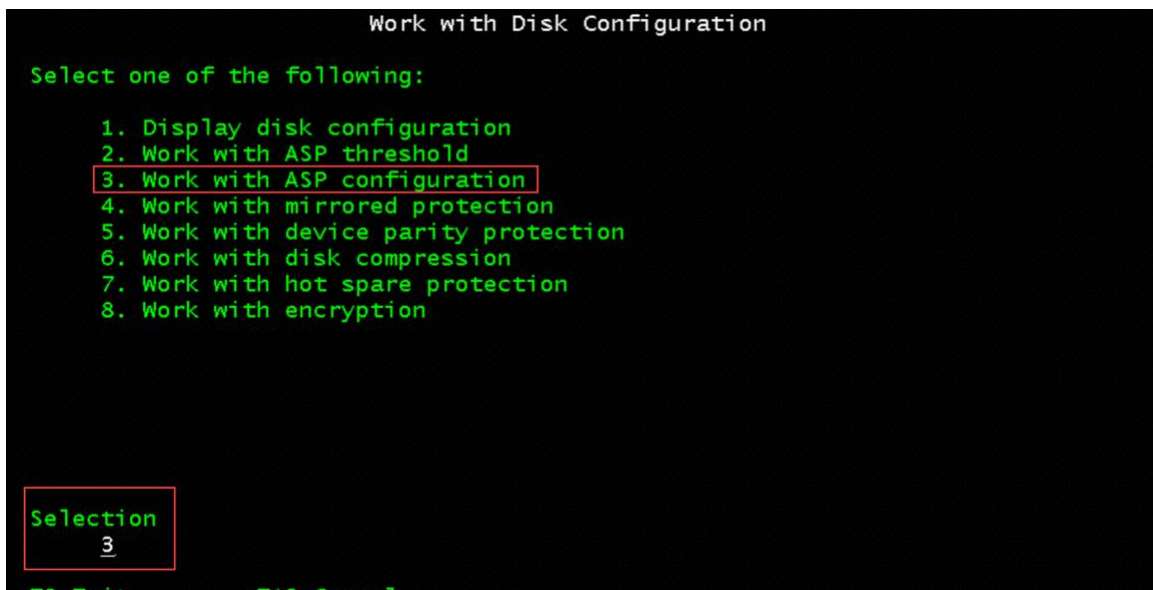 Work with Disk Configuration
Select one of the following:
1. Display disk configuration
2. Work with ASP threshold
3. Work with ASP configuration
4. Work with mirrored protection
5. Work with device parity protection
6. Work with disk compression
7. Work with hot spare protection
8. Work with encryption
Selection
3